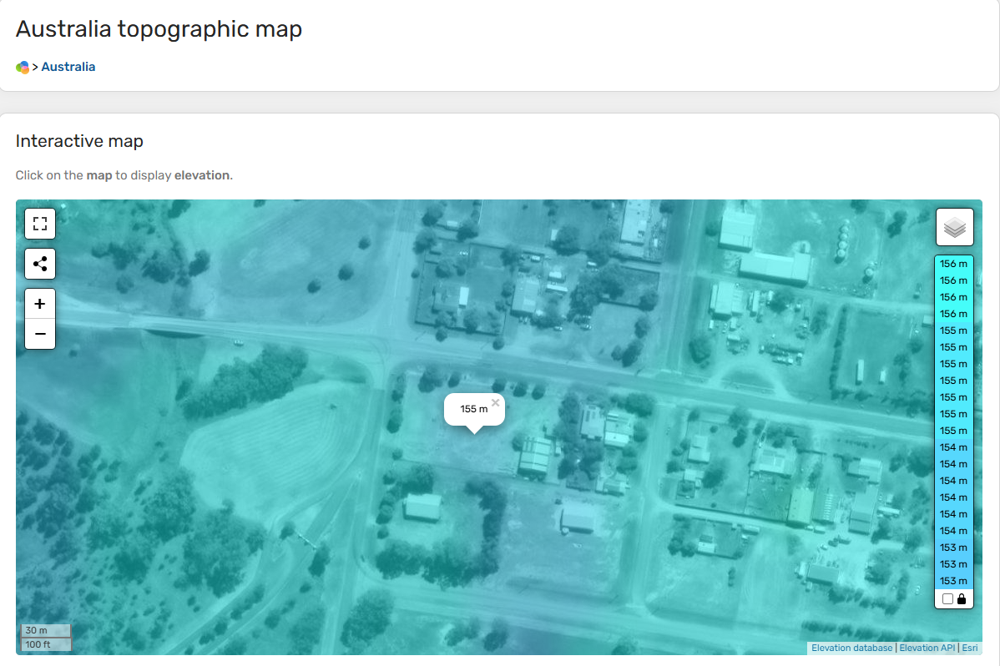 Australia topographic map
> Australia
Interactive map
Click on the map to display elevation.
+
−
155 m ×
156 m
156 m
156 m
156 m
155 m
155 m
155 m
155 m
155 m
155 m
155 m
154 m
154 m
154 m
154 m
154 m
154 m
153 m
153 m
153 m
30 m
100 ft
Elevation database | Elevation API | Esri